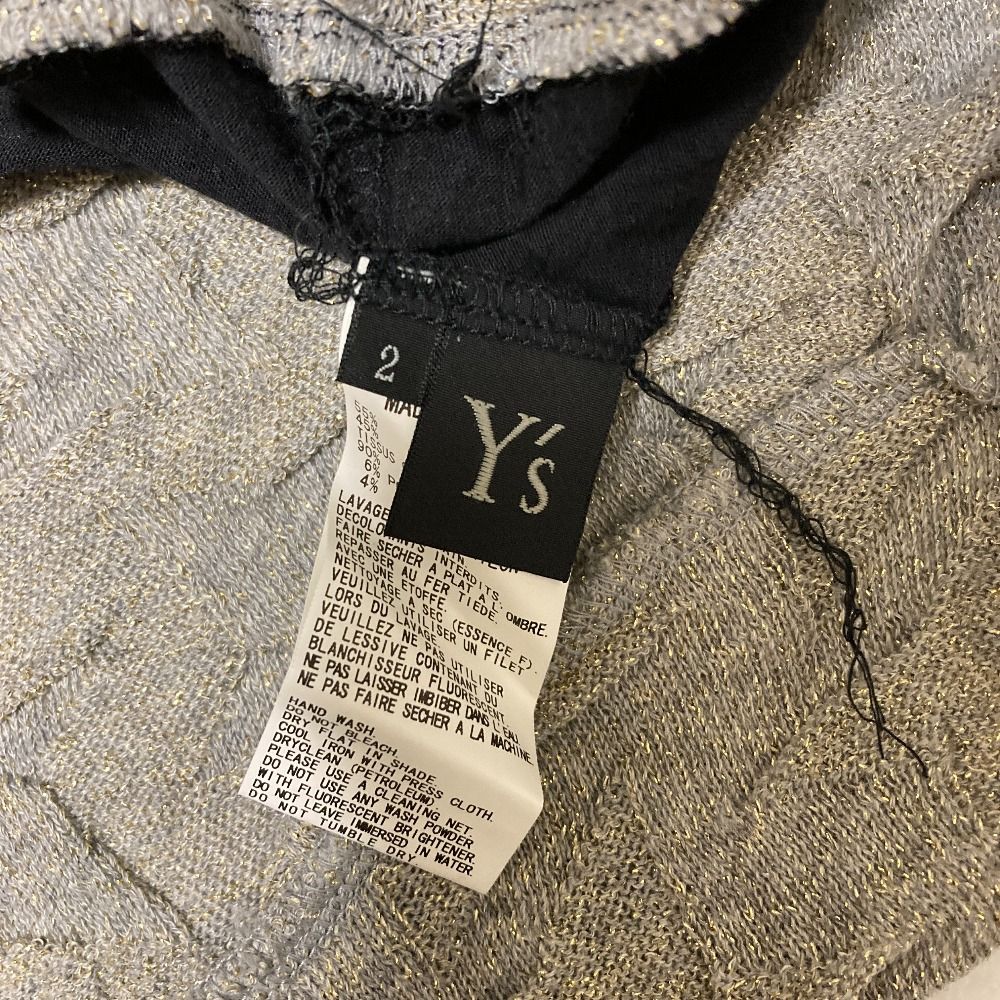 2
Y's
MAD
US
P
LAVAGE
INTERDITS.
FAIRE SECHER A PLAT A L' OMBRE.
REPASSER AU FER TIEDE
AVEC UNE ETOFFE.
NETTOYAGE A SEC. (ESSENCE F).
VEUILLEZ UTILISER UN FILET
LORS DU LAVAGE.
VEUILLEZ NE PAS UTILISER
DE LESSIVE CONTENANT DU
BLANCHISSEUR FLUORESCENT.
NE PAS LAISSER IMBIBER DANS L'EAU.
NE PAS FAIRE SECHER A LA MACHINE.
HAND WASH.
DO NOT BLEACH.
DRY FLAT IN SHADE.
COOL IRON WITH PRESS CLOTH.
DRYCLEAN (PETROLEUM).
PLEASE USE A CLEANING NET.
DO NOT USE ANY WASH POWDER
WITH FLUORESCENT BRIGHTENER.
DO NOT LEAVE IMMERSED IN WATER.
DO NOT TUMBLE DRY.